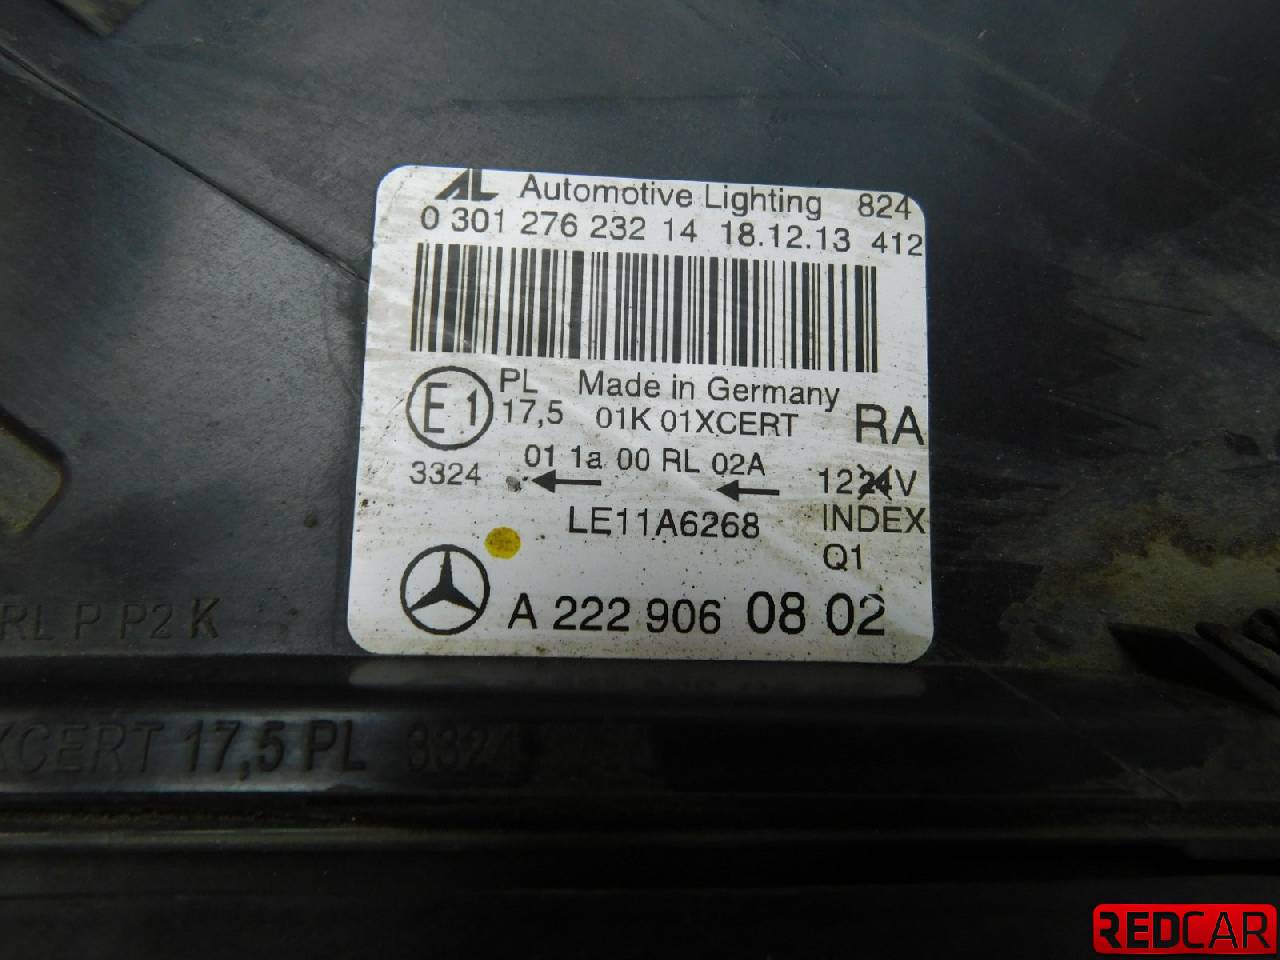 AL Automotive Lighting 824
0 301 276 232 14 18.12.13 412
E1 PL Made in Germany
17,5 01K 01XCERT RA
3324 01 1a 00 RL 02A
1224V
LE11A6268 INDEX
Q1
A 222 906 08 02
RL P P2 K
XCERT 17,5 PL 3324
REDCAR